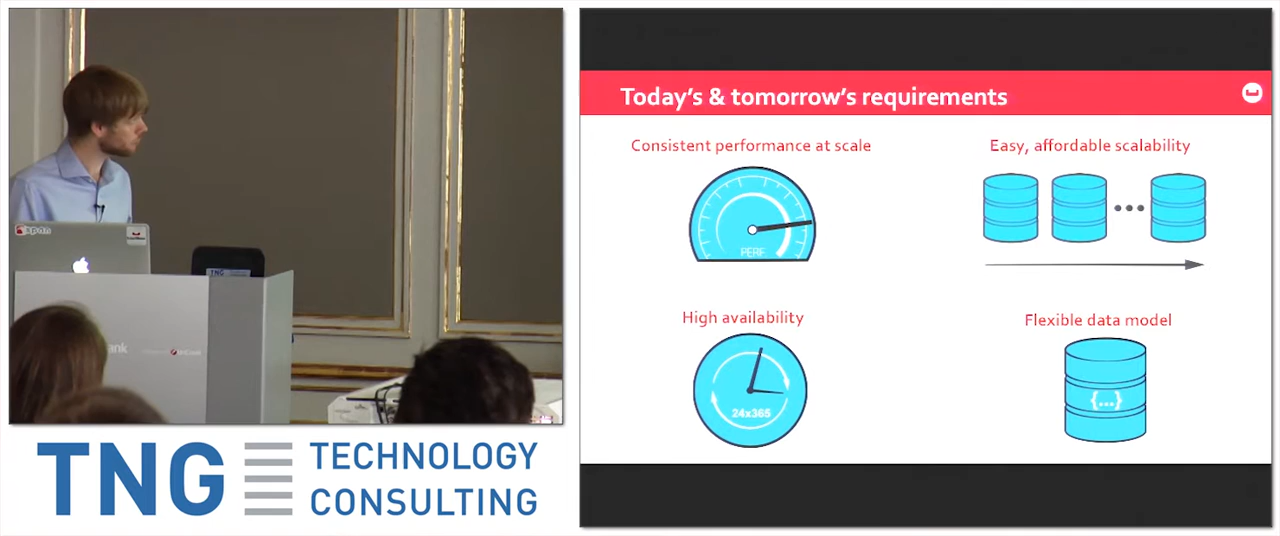 Today's & tomorrow's requirements
Consistent performance at scale
Easy, affordable scalability
PERF
High availability
Flexible data model
24x365
{...}
TNG
TECHNOLOGY
CONSULTING
TNG